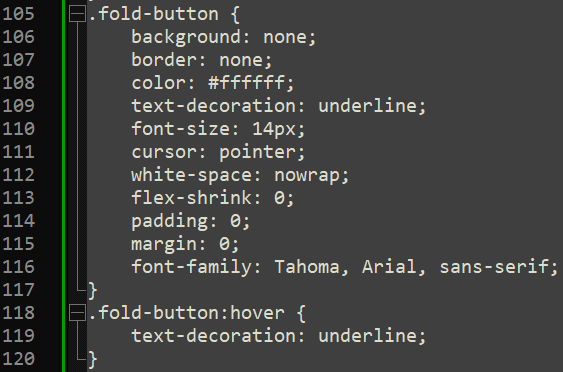 105 .fold-button {
106     background: none;
107     border: none;
108     color: #ffffff;
109     text-decoration: underline;
110     font-size: 14px;
111     cursor: pointer;
112     white-space: nowrap;
113     flex-shrink: 0;
114     padding: 0;
115     margin: 0;
116     font-family: Tahoma, Arial, sans-serif;
117 }
118 .fold-button:hover {
119     text-decoration: underline;
120 }